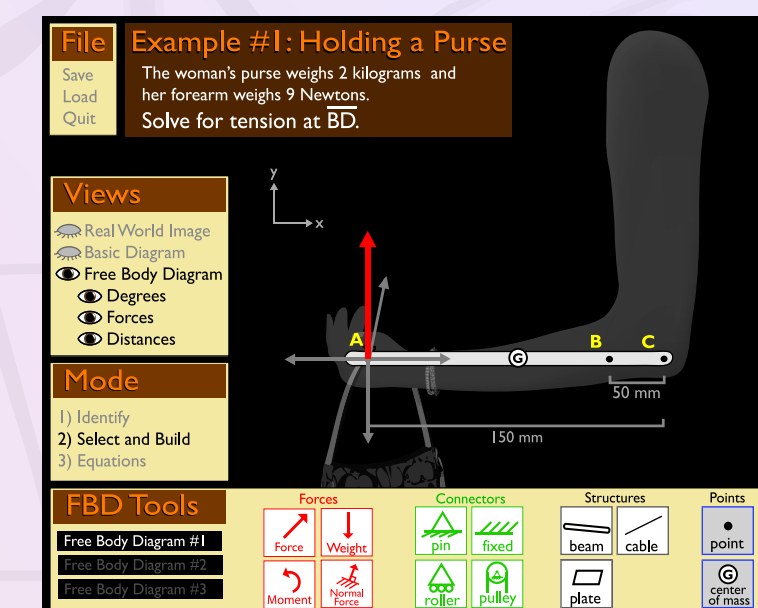 File
Save
Load
Quit
Example #1: Holding a Purse
The woman's purse weighs 2 kilograms and
her forearm weighs 9 Newtons.
Solve for tension at BD.
Views
Real World Image
Basic Diagram
Free Body Diagram
Degrees
Forces
Distances
y
x
A
G
B
C
50 mm
150 mm
Mode
1) Identify
2) Select and Build
3) Equations
FBD Tools
Free Body Diagram #1
Free Body Diagram #2
Free Body Diagram #3
Forces
Force
Weight
Moment
Normal
Force
Connectors
pin
fixed
roller
pulley
Structures
beam
cable
plate
Points
point
G
center
of mass